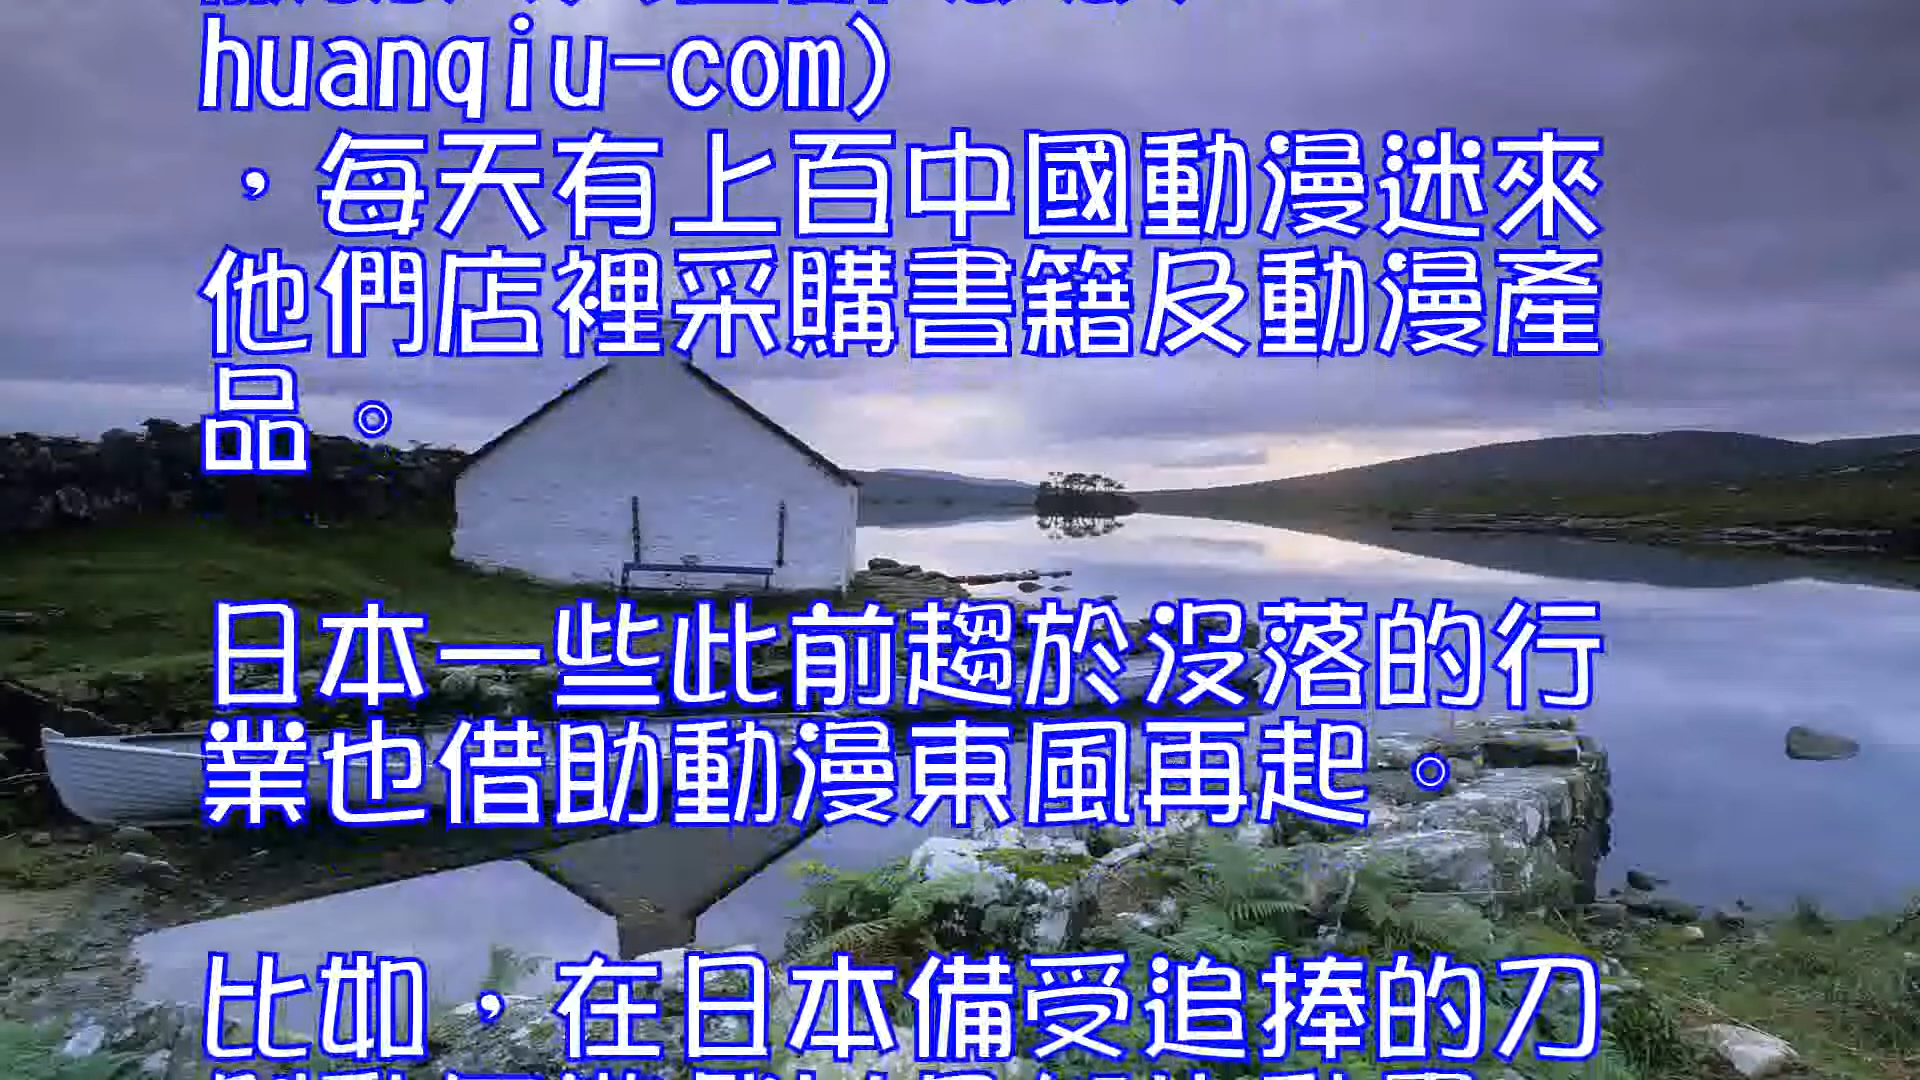 huanqiu-com)
，每天有上百中國動漫迷來
他們店裡采購書籍及動漫產
品。
日本一些此前趨於没落的行
業也借助動漫東風再起。
比如，在日本備受追捧的刀